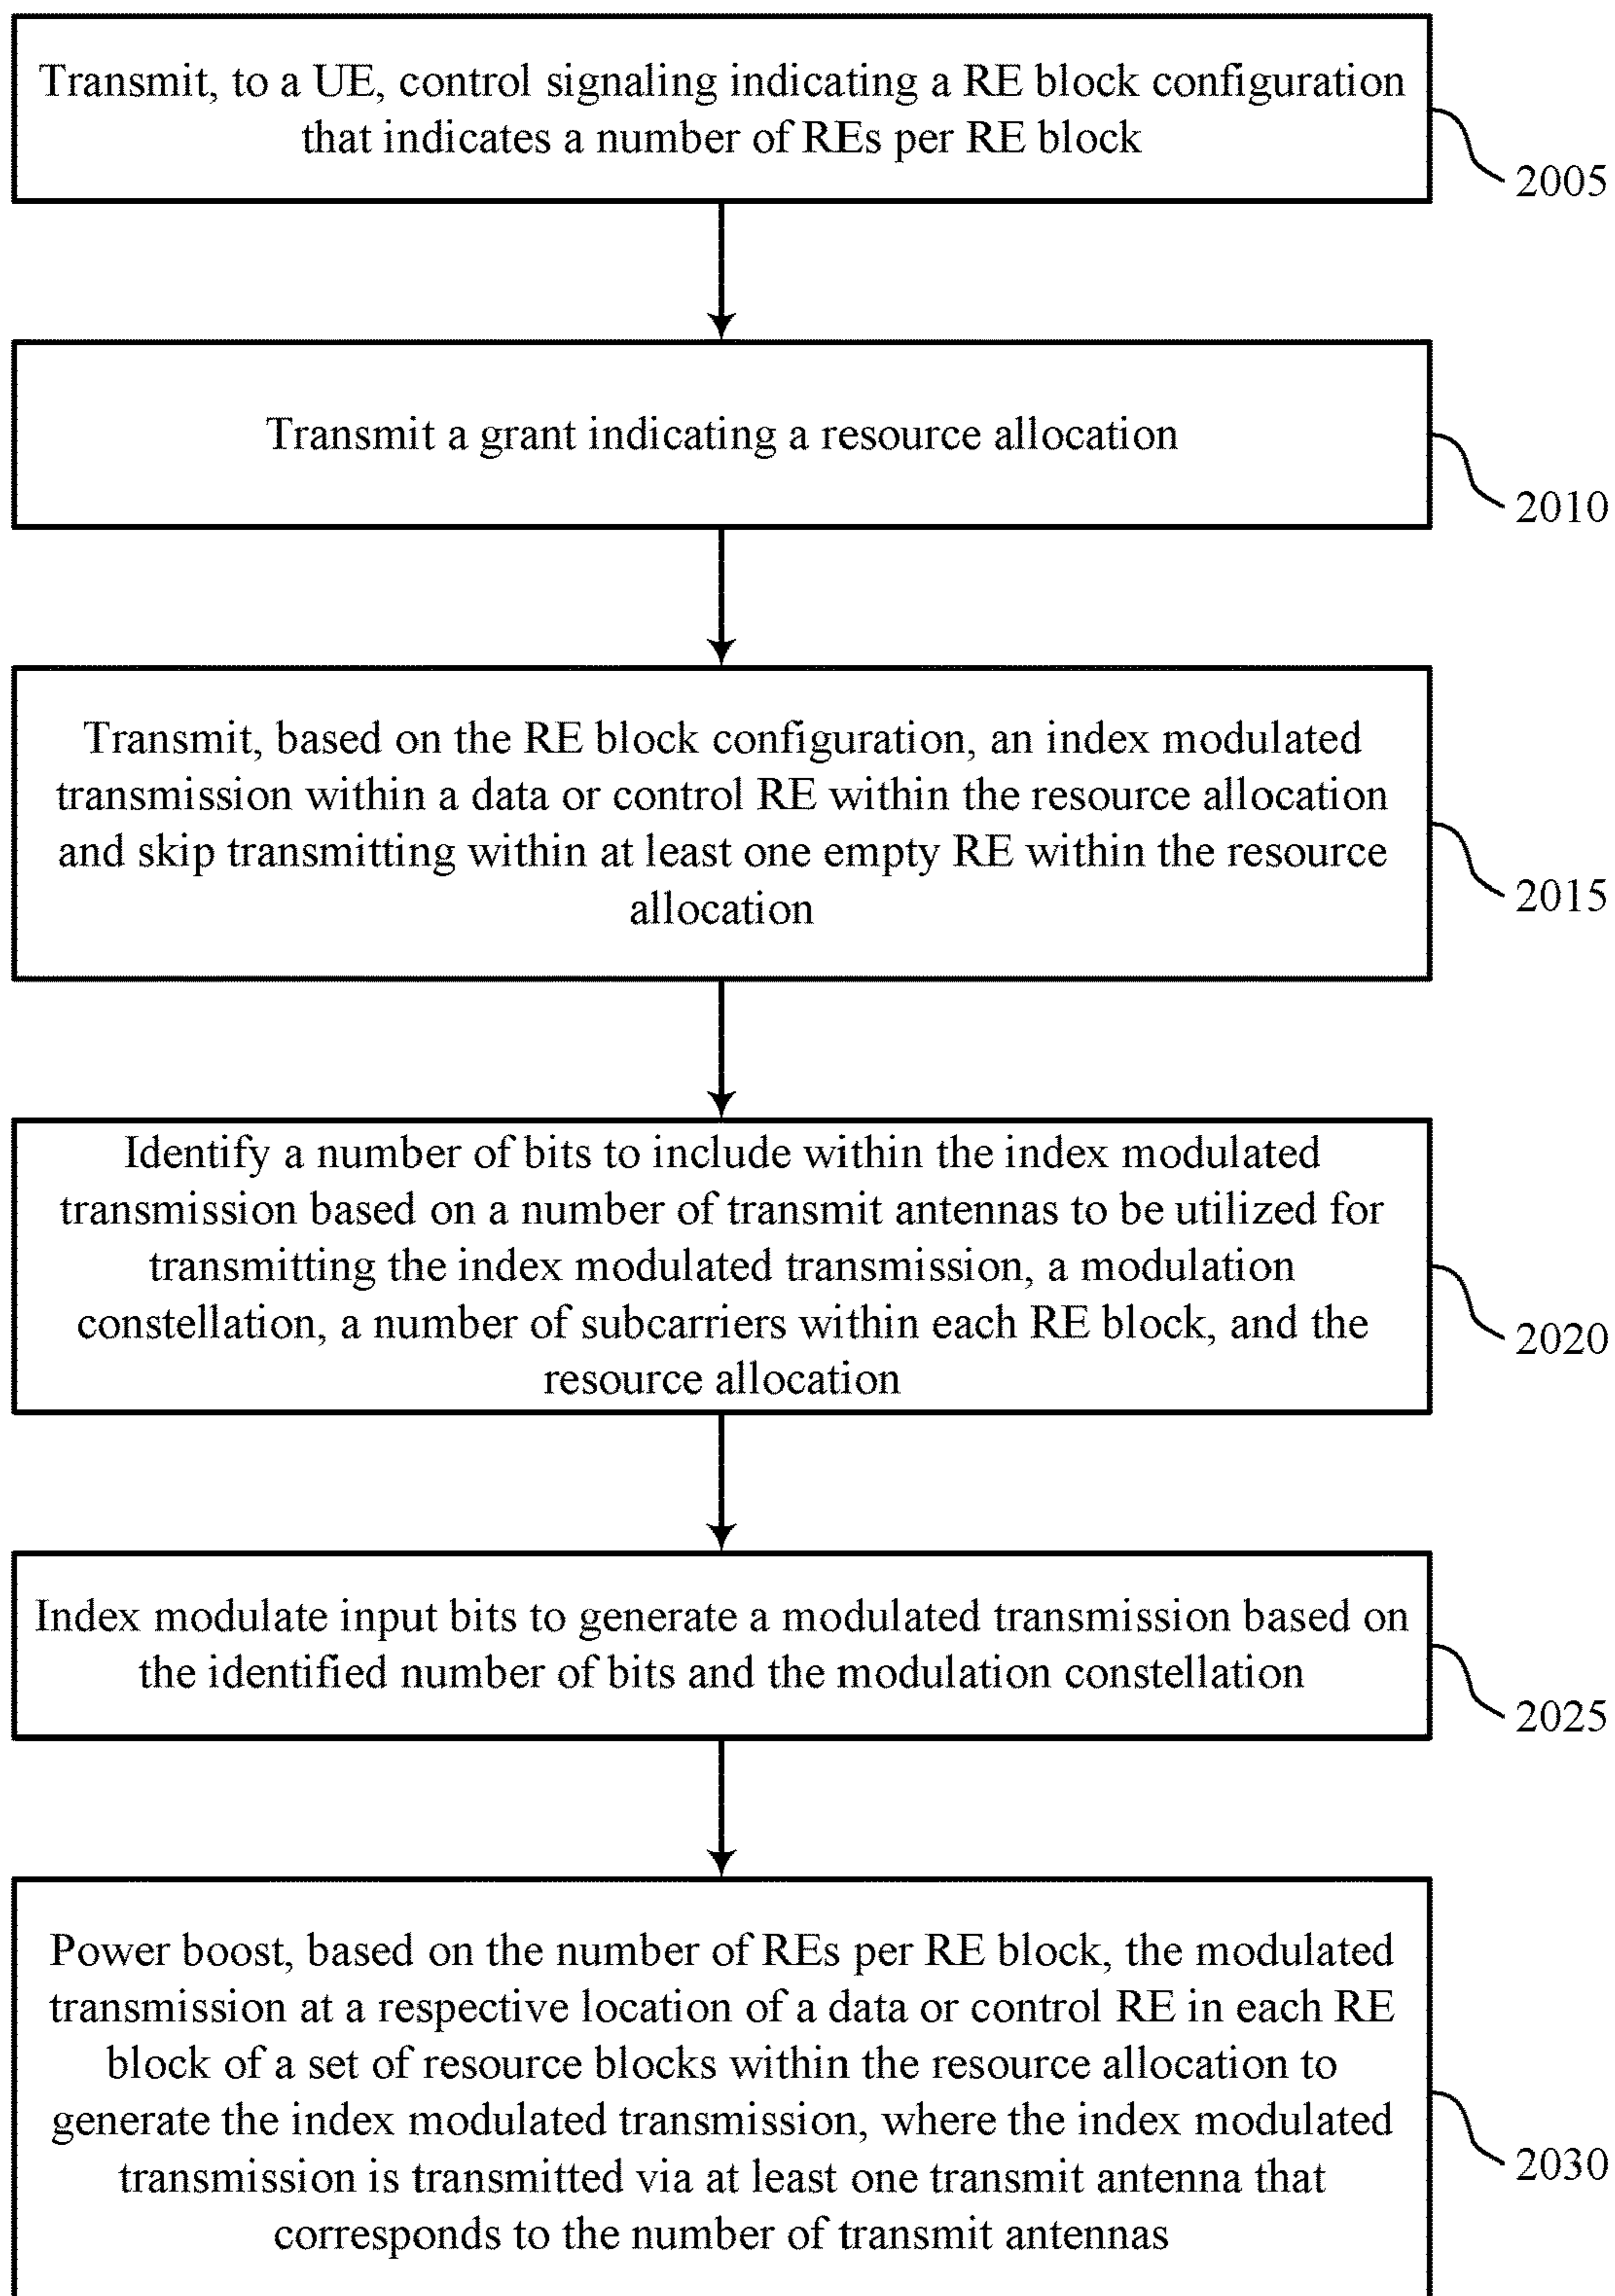 Transmit, to a UE, control signaling indicating a RE block configuration
that indicates a number of REs per RE block
2005
Transmit a grant indicating a resource allocation
2010
Transmit, based on the RE block configuration, an index modulated
transmission within a data or control RE within the resource allocation
and skip transmitting within at least one empty RE within the resource
allocation
2015
Identify a number of bits to include within the index modulated
transmission based on a number of transmit antennas to be utilized for
transmitting the index modulated transmission, a modulation
constellation, a number of subcarriers within each RE block, and the
resource allocation
2020
Index modulate input bits to generate a modulated transmission based on
the identified number of bits and the modulation constellation
2025
Power boost, based on the number of REs per RE block, the modulated
transmission at a respective location of a data or control RE in each RE
block of a set of resource blocks within the resource allocation to
generate the index modulated transmission, where the index modulated
transmission is transmitted via at least one transmit antenna that
corresponds to the number of transmit antennas
2030